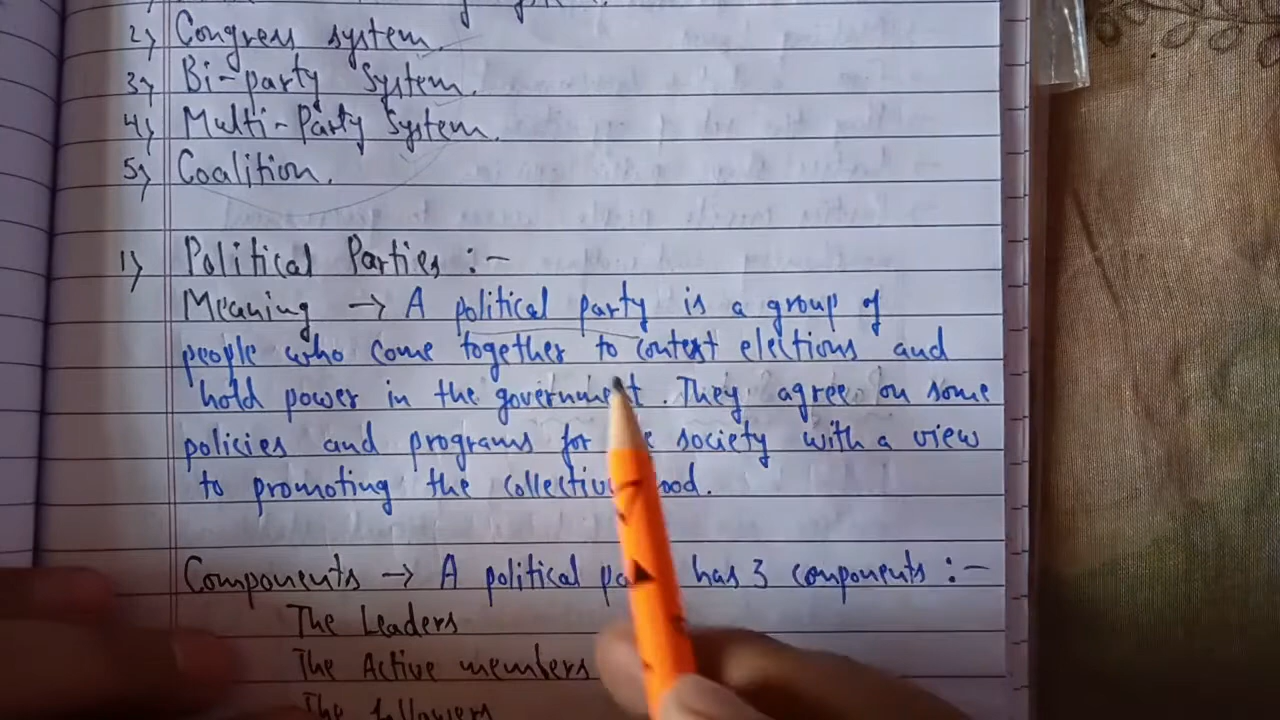 2) Congress system.
3) Bi-party System.
4) Multi-Party System.
5) Coalition.
1) Political Parties :-
Meaning → A political party is a group of
people who come together to contest elections and
hold power in the government. They agree on some
policies and programs for society with a view
to promoting the collective
Components → A political has 3 components :-
The Leaders
The Active members
The followers